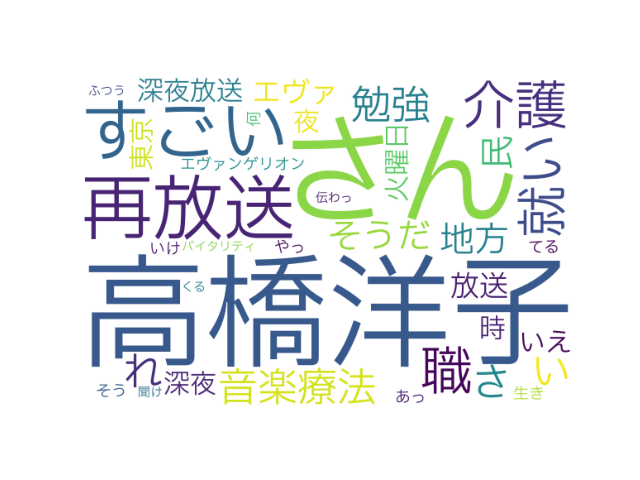 ふつう
深夜放送
エヴァ
勉強
介護
すごい
何
夜
さん
東京
火曜日
民
エヴァンゲリオン
再放送
伝わっ
就い
そうだ
地方
いけ
バイタリティ
やっ
てる
高橋洋子
くる
放送
時
いえ
れ
深夜
音楽療法
職
さ
い
そう
聞け
あっ
生き